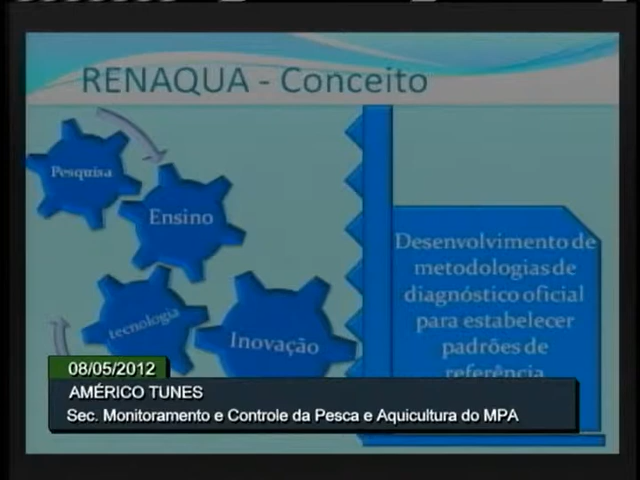 RENAQUA - Conceito
Pesquisa
Ensino
tecnologia
Inovação
Desenvolvimento de
metodologias de
diagnóstico oficial
para estabelecer
padrões de
referência
08/05/2012
AMÉRICO TUNES
Sec. Monitoramento e Controle da Pesca e Aquicultura do MPA